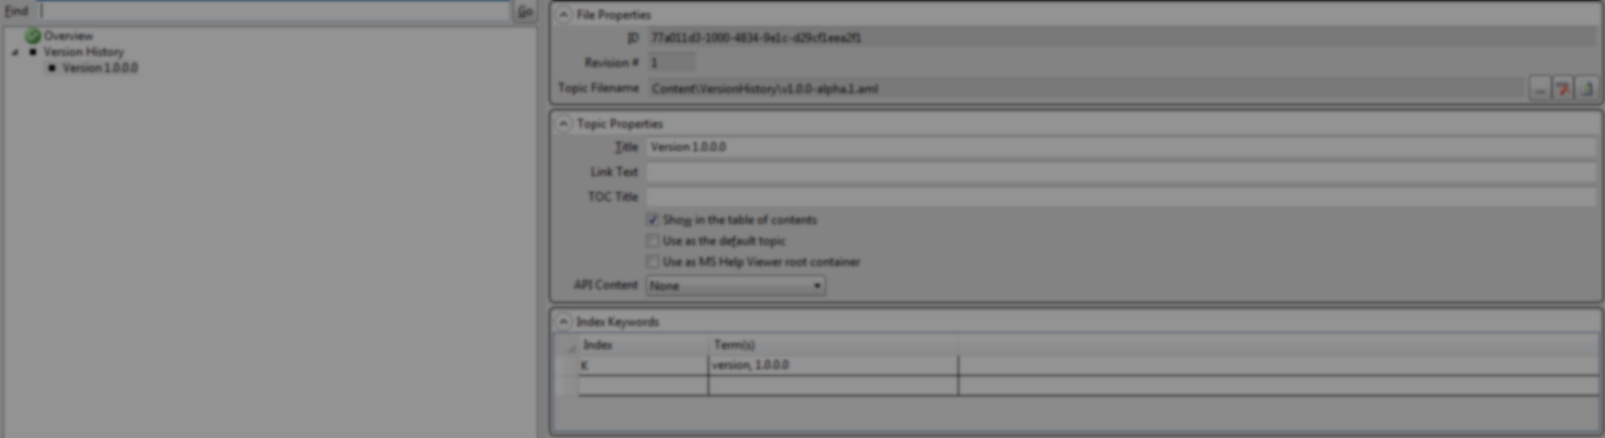 Find Go
Overview
Version History
Version 1.0.0.0
File Properties
ID 77a011d3-1000-4834-9e1c-d29cf1eea2f1
Revision # 1
Topic Filename Content\VersionHistory\v1.0.0-alpha.1.aml ...
Topic Properties
Title Version 1.0.0.0
Link Text
TOC Title
Show in the table of contents
Use as the default topic
Use as MS Help Viewer root container
API Content None
Index Keywords
Index Term(s)
K version, 1.0.0.0